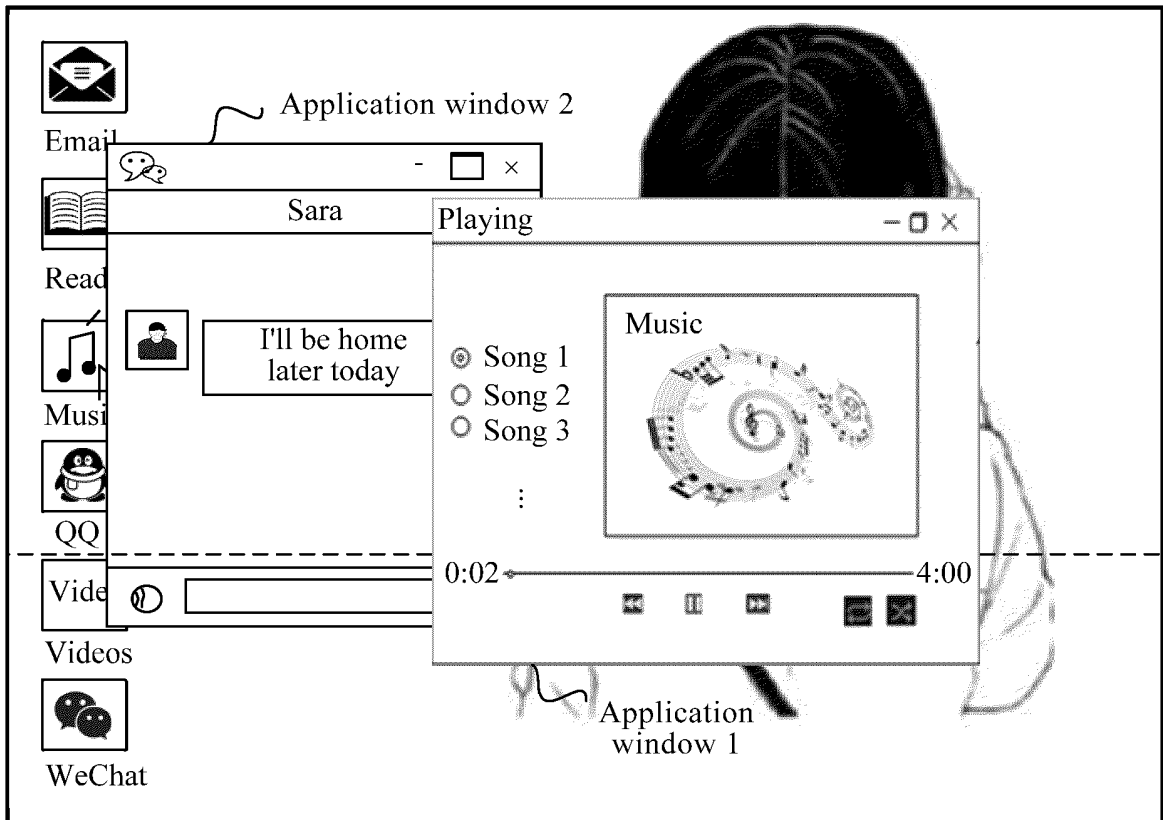 Email
Read
Musi
QQ
Vide
Videos
WeChat
Application window 2
Sara
I'll be home
later today
Playing
Music
Song 1
Song 2
Song 3
⋮
0:02
4:00
Application
window 1